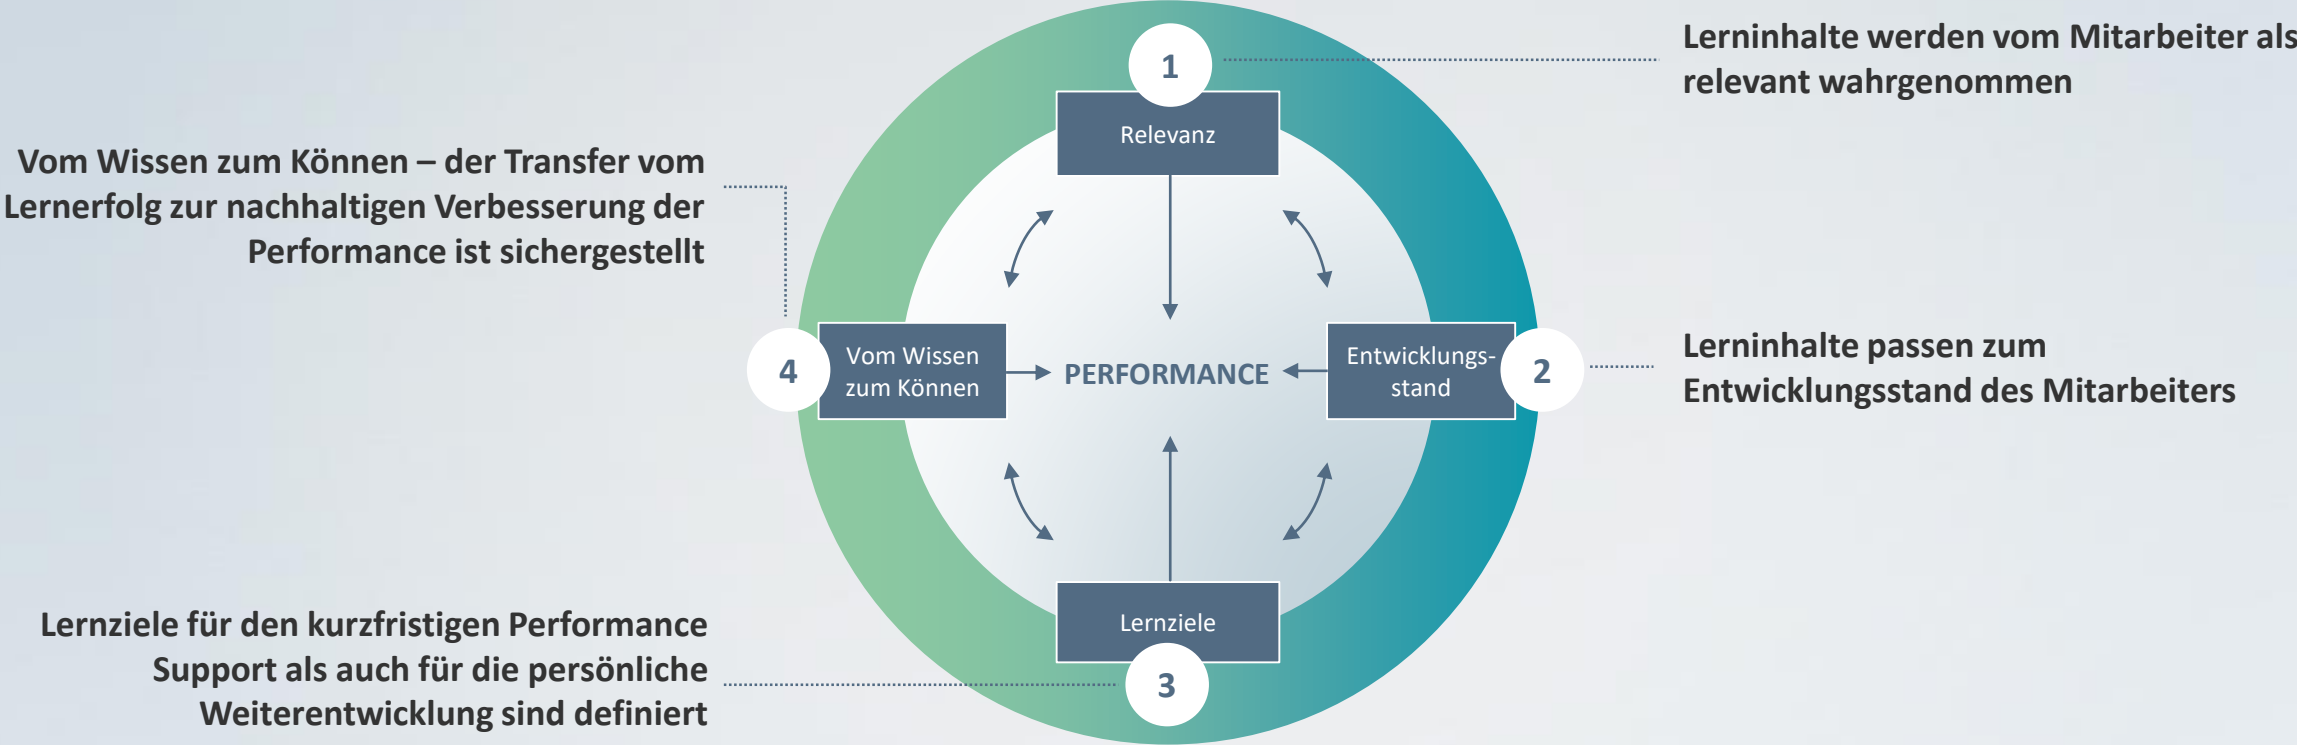 1
Relevanz
Lerninhalte werden vom Mitarbeiter als
relevant wahrgenommen
Vom Wissen zum Können – der Transfer vom
Lernerfolg zur nachhaltigen Verbesserung der
Performance ist sichergestellt
4
Vom Wissen
zum Können
PERFORMANCE
Entwicklungs-
stand
2
Lerninhalte passen zum
Entwicklungsstand des Mitarbeiters
Lernziele
3
Lernziele für den kurzfristigen Performance
Support als auch für die persönliche
Weiterentwicklung sind definiert